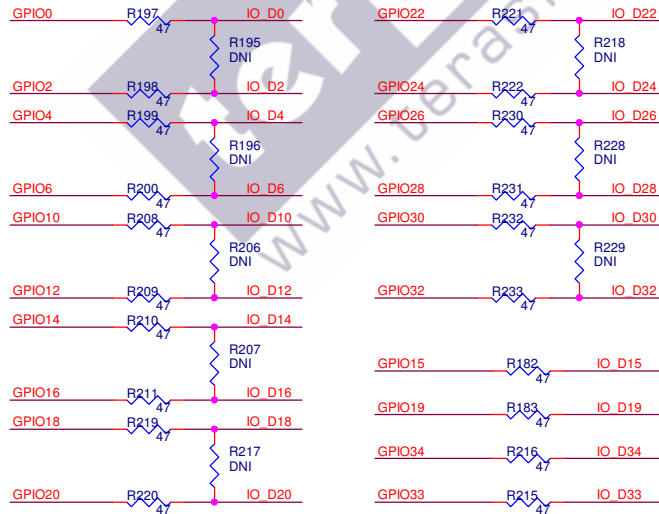 GPIO0 R197 47 IO_D0
R195 DNI
GPIO2 R198 47 IO_D2
GPIO4 R199 47 IO_D4
R196 DNI
GPIO6 R200 47 IO_D6
GPIO10 R208 47 IO_D10
R206 DNI
GPIO12 R209 47 IO_D12
GPIO14 R210 47 IO_D14
R207 DNI
GPIO16 R211 47 IO_D16
GPIO18 R219 47 IO_D18
R217 DNI
GPIO20 R220 47 IO_D20
GPIO22 R221 47 IO_D22
R218 DNI
GPIO24 R222 47 IO_D24
GPIO26 R230 47 IO_D26
R228 DNI
GPIO28 R231 47 IO_D28
GPIO30 R232 47 IO_D30
R229 DNI
GPIO32 R233 47 IO_D32
GPIO15 R182 47 IO_D15
GPIO19 R183 47 IO_D19
GPIO34 R216 47 IO_D34
GPIO33 R215 47 IO_D33